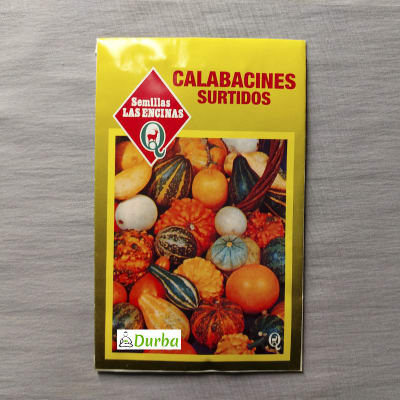 CALABACINES
SURTIDOS
Semillas
LAS ENCINAS
Q
Durba
Q